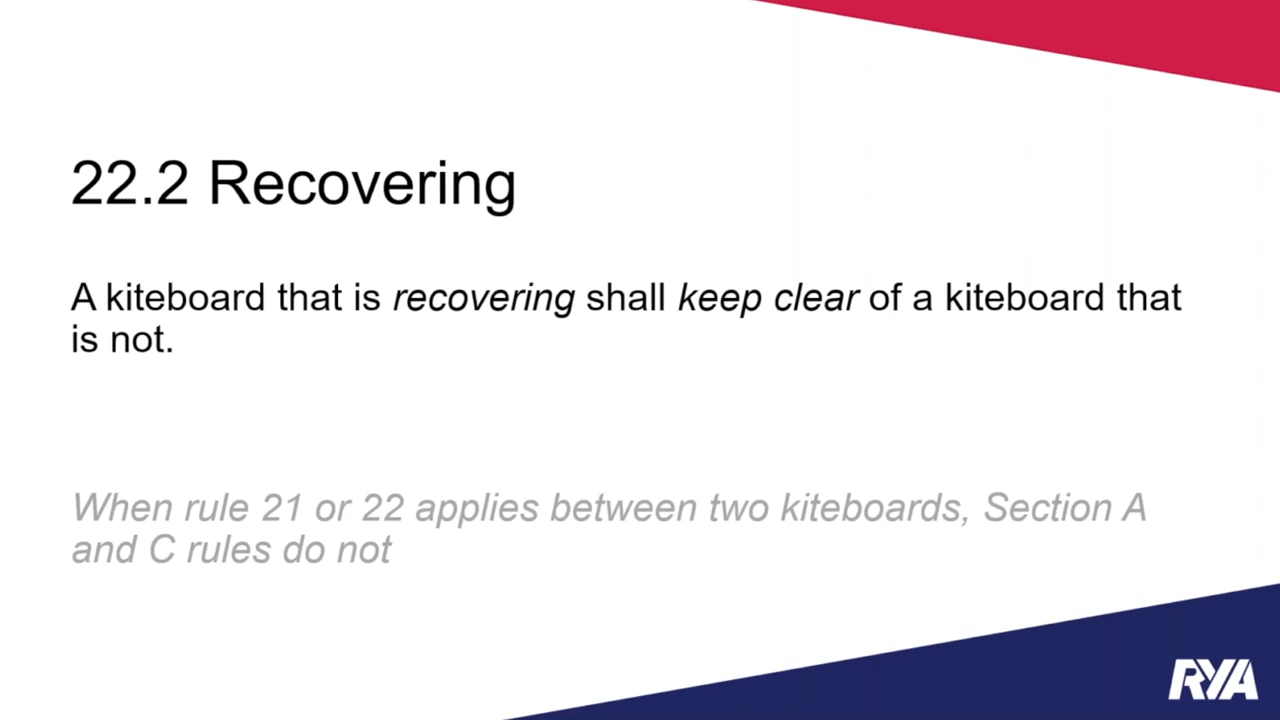 22.2 Recovering
A kiteboard that is recovering shall keep clear of a kiteboard that
is not.
When rule 21 or 22 applies between two kiteboards, Section A
and C rules do not
RYA